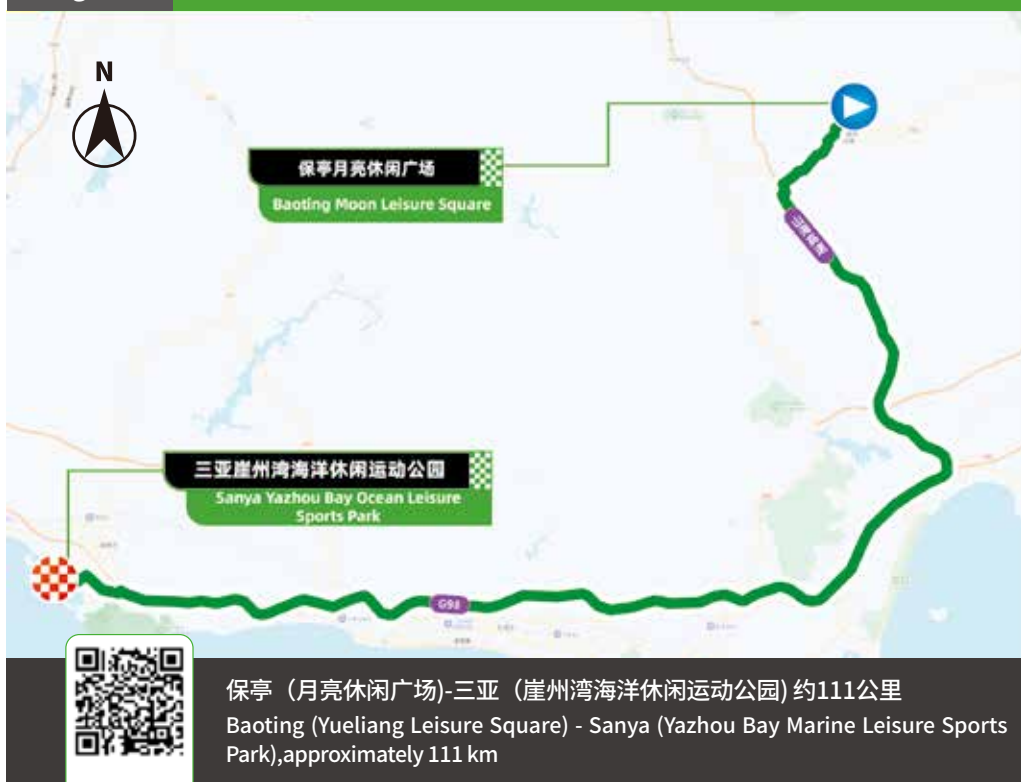 N
保亭月亮休闲广场
Baoting Moon Leisure Square
三亚崖州湾海洋休闲运动公园
Sanya Yazhou Bay Ocean Leisure
Sports Park
G98
保亭（月亮休闲广场)-三亚（崖州湾海洋休闲运动公园) 约111公里
Baoting (Yueliang Leisure Square) - Sanya (Yazhou Bay Marine Leisure Sports
Park),approximately 111 km